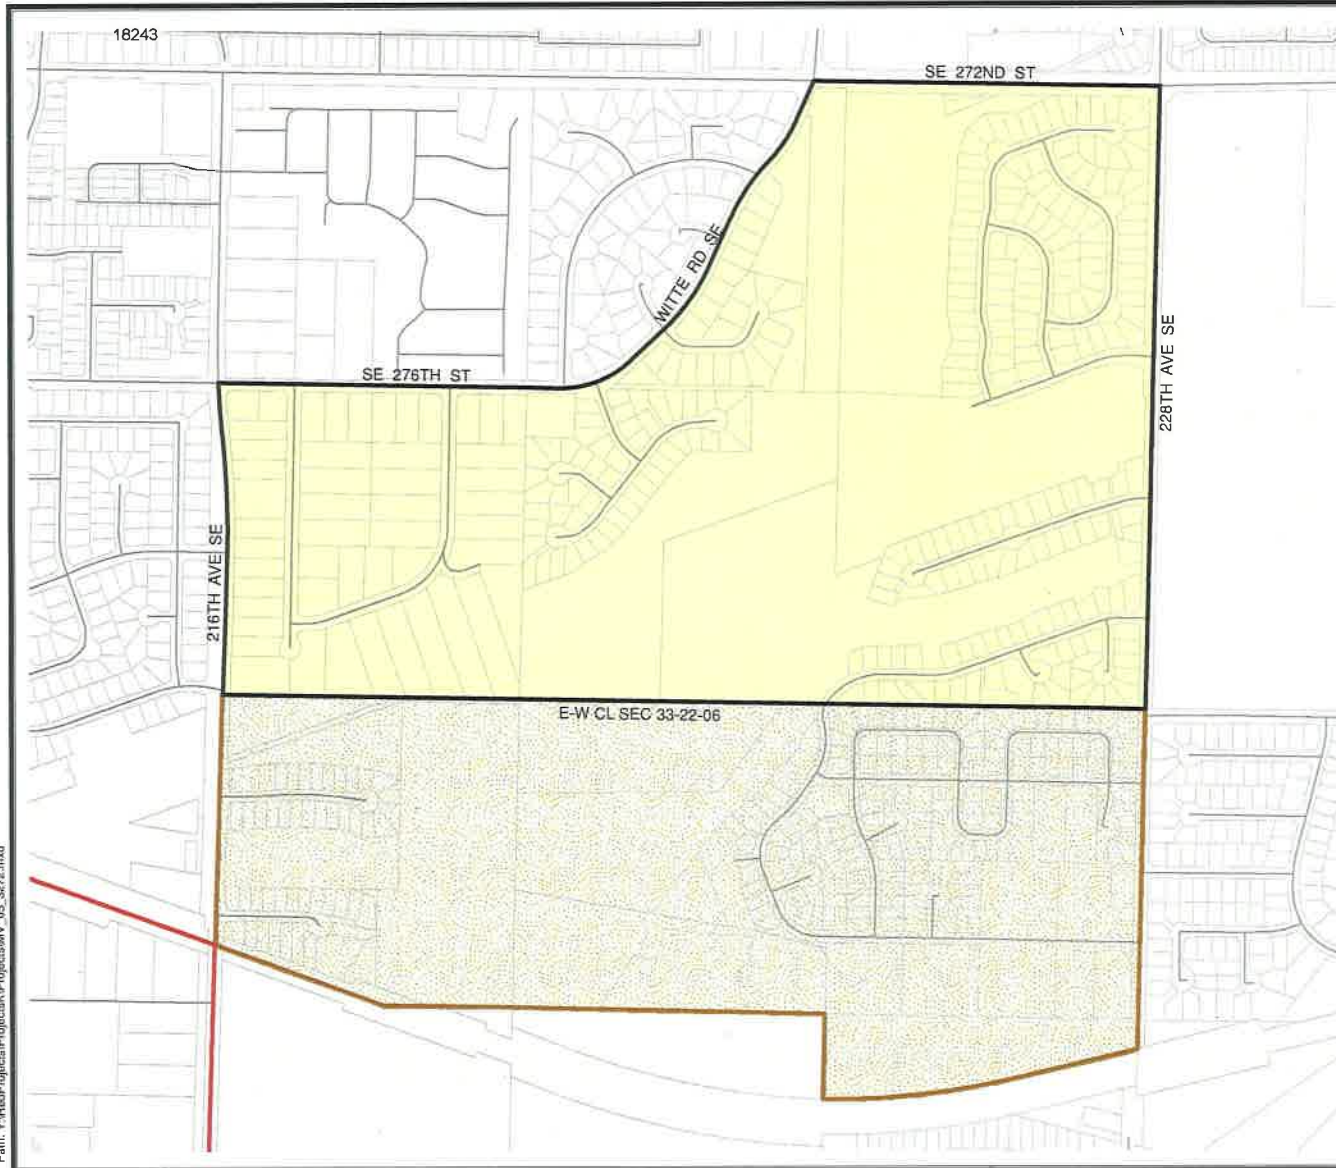 18243
SE 272ND ST
WITTE RD SE
SE 276TH ST
228TH AVE SE
216TH AVE SE
E-W CL SEC 33-22-06